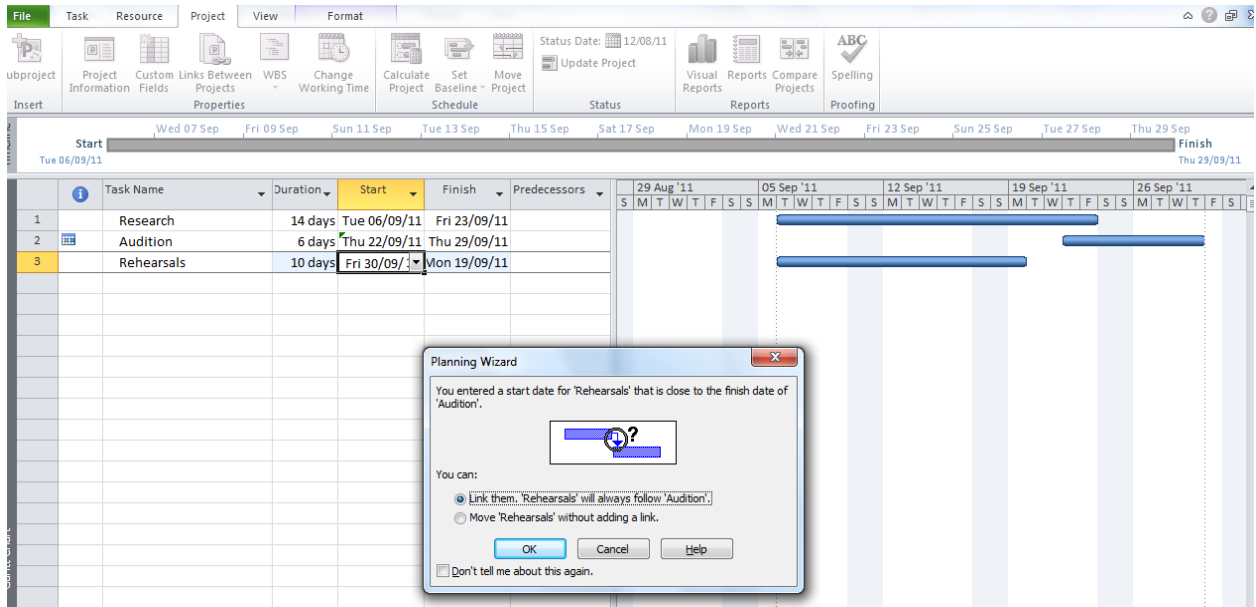 File Task Resource Project View Format
Status Date: 12/08/11
ABC
Update Project
ubproject Project Custom Links Between WBS Change Calculate Set Move Visual Reports Compare Spelling
Information Fields Projects Working Time Project Baseline Project Reports Projects
Insert Properties Schedule Status Reports Proofing
Wed 07 Sep Fri 09 Sep Sun 11 Sep Tue 13 Sep Thu 15 Sep Sat 17 Sep Mon 19 Sep Wed 21 Sep Fri 23 Sep Sun 25 Sep Tue 27 Sep Thu 29 Sep
Start Finish
Tue 06/09/11 Thu 29/09/11
Task Name Duration Start Finish Predecessors 29 Aug '11 05 Sep '11 12 Sep '11 19 Sep '11 26 Sep '11
S M T W T F S S M T W T F S S M T W T F S S M T W T F S S M T W T F S
1 Research 14 days Tue 06/09/11 Fri 23/09/11
2 Audition 6 days Thu 22/09/11 Thu 29/09/11
3 Rehearsals 10 days Fri 30/09/ Mon 19/09/11
Planning Wizard
You entered a start date for 'Rehearsals' that is close to the finish date of
'Audition'.
?
You can:
Link them. 'Rehearsals' will always follow 'Audition'.
Move 'Rehearsals' without adding a link.
OK Cancel Help
Don't tell me about this again.